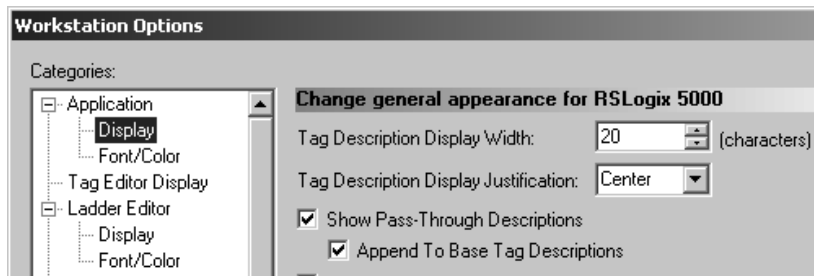 Workstation Options
Categories:
Application
Display
Font/Color
Tag Editor Display
Ladder Editor
Display
Font/Color
Change general appearance for RSLogix 5000
Tag Description Display Width: 20 (characters)
Tag Description Display Justification: Center
Show Pass-Through Descriptions
Append To Base Tag Descriptions